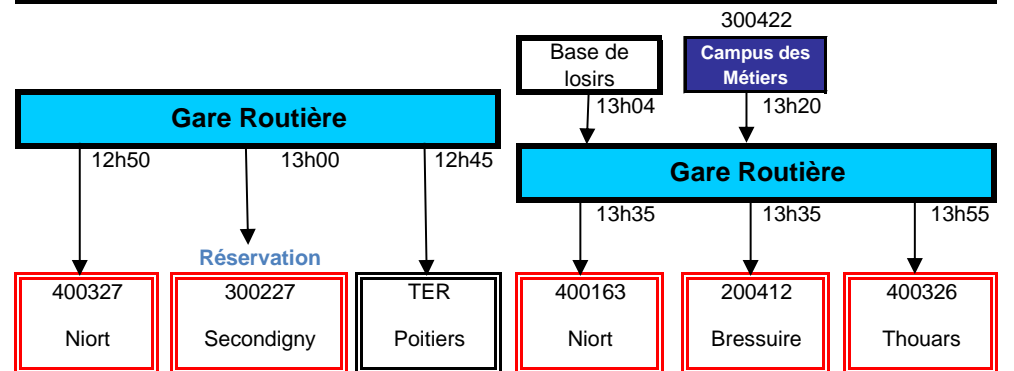 300422
Base de
losirs
Campus des
Métiers
13h04
13h20
Gare Routière
12h50
13h00
12h45
Gare Routière
13h35
13h35
13h55
Réservation
400327
Niort
300227
Secondigny
TER
Poitiers
400163
Niort
200412
Bressuire
400326
Thouars